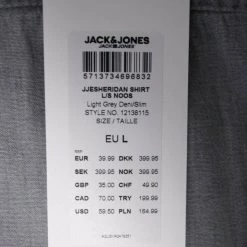 JACK&JONES
JACK&JONES
5713734696832
JJESHERIDAN SHIRT
L/S NOOS
Light Grey Deni/Slim
STYLE NO. 12138115
SIZE / TAILLE
EU L
EUR 39.99 DKK 399.95
SEK 399.95 NOK 399.95
GBP 35.00 CHF 49.90
CAD 70.00 TRY 199.99
USD 59.50 PLN 164.99